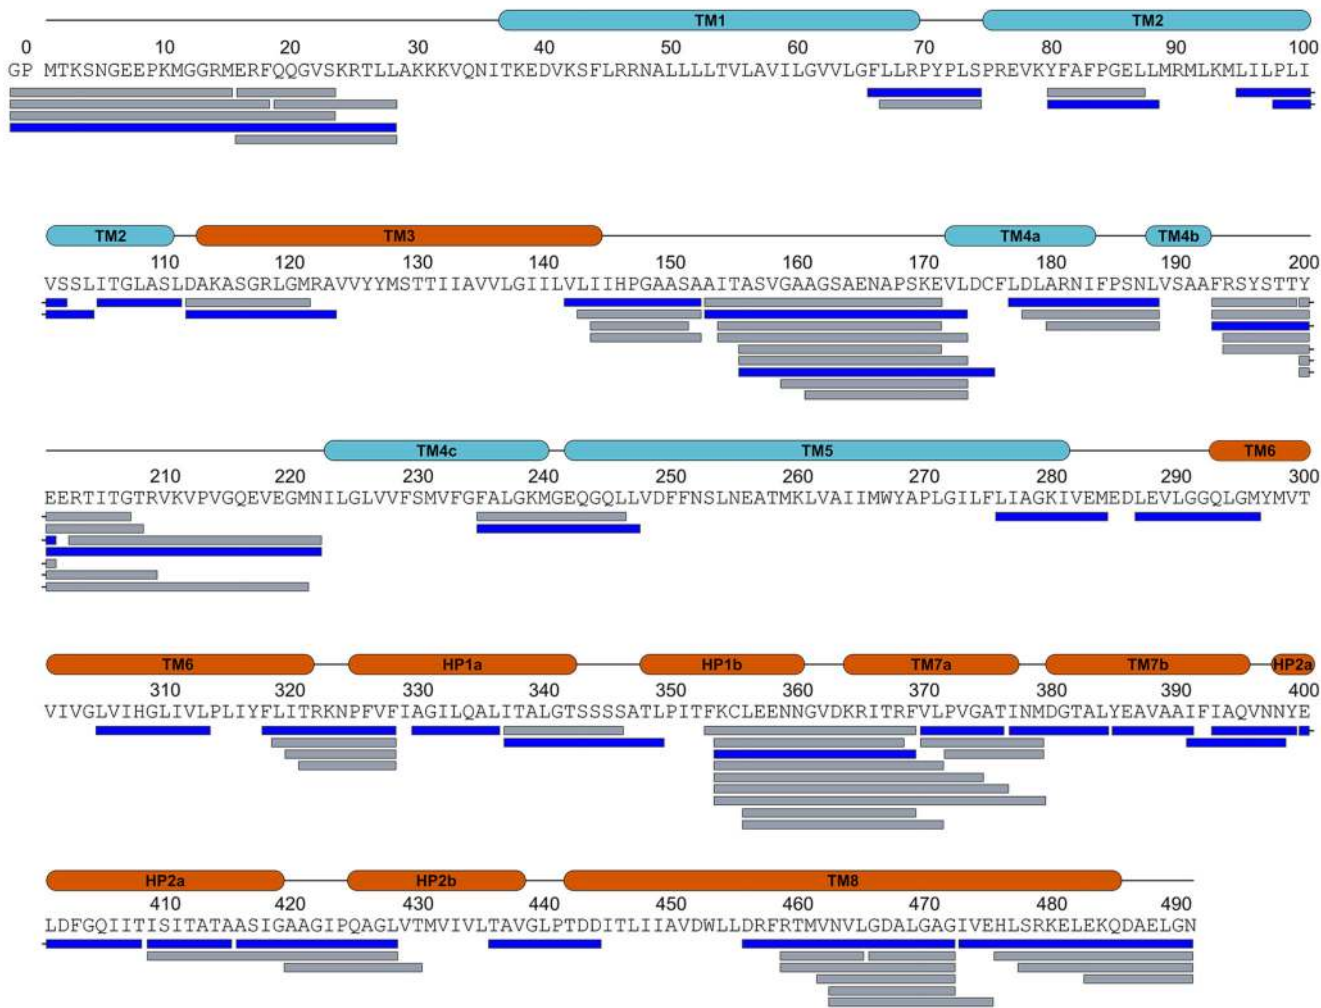 TM1 TM2
0 10 20 30 40 50 60 70 80 90 100
GP MTKSNGEEPKMGGRMERFQQGVSKRTLLAKKKVQNITKEDVKSFLRRNALLLLTVLAVILGVVLGFLLRPYPLSPREVKYFAFPGELLMRMLKMLILPLI
TM2 TM3 TM4a TM4b
110 120 130 140 150 160 170 180 190 200
VSSLITGLASLDAKASGRLGMRAVVYYMSTTIIAVVLGIILVLIIHPGAASAAITASVGAAGSAENAPSKEVLDCFLDLARNIFPSNLVSAAFRSYSTTY
TM4c TM5 TM6
210 220 230 240 250 260 270 280 290 300
EERTITGTRVKVPVGQEVEGMNILGLVVFSMVFGFALGKMGEQGQLLVDFFNSLNEATMKLVAIIMWYAPLGILFLIAGKIVEMEDLEVLGGQLGMYMVT
TM6 HP1a HP1b TM7a TM7b HP2a
310 320 330 340 350 360 370 380 390 400
VIVGLVIHGLIVLPLIYFLITRKNPFVFIAGILQALITALGTSSSSATLPITFKCLEENNGVDKRITRFVLPVGATINMDGTALYEAVAAIFIAQVNNYE
HP2a HP2b TM8
420 430 440 450 460 470 480 491
LDFGQIITISITATAASIGAAGIPQAGLVTMVIVLTAVGLPTDDITLIIAVDWLLDRFRTMVNVLGDALGAGIVEHLSRKELEKQDAELGN